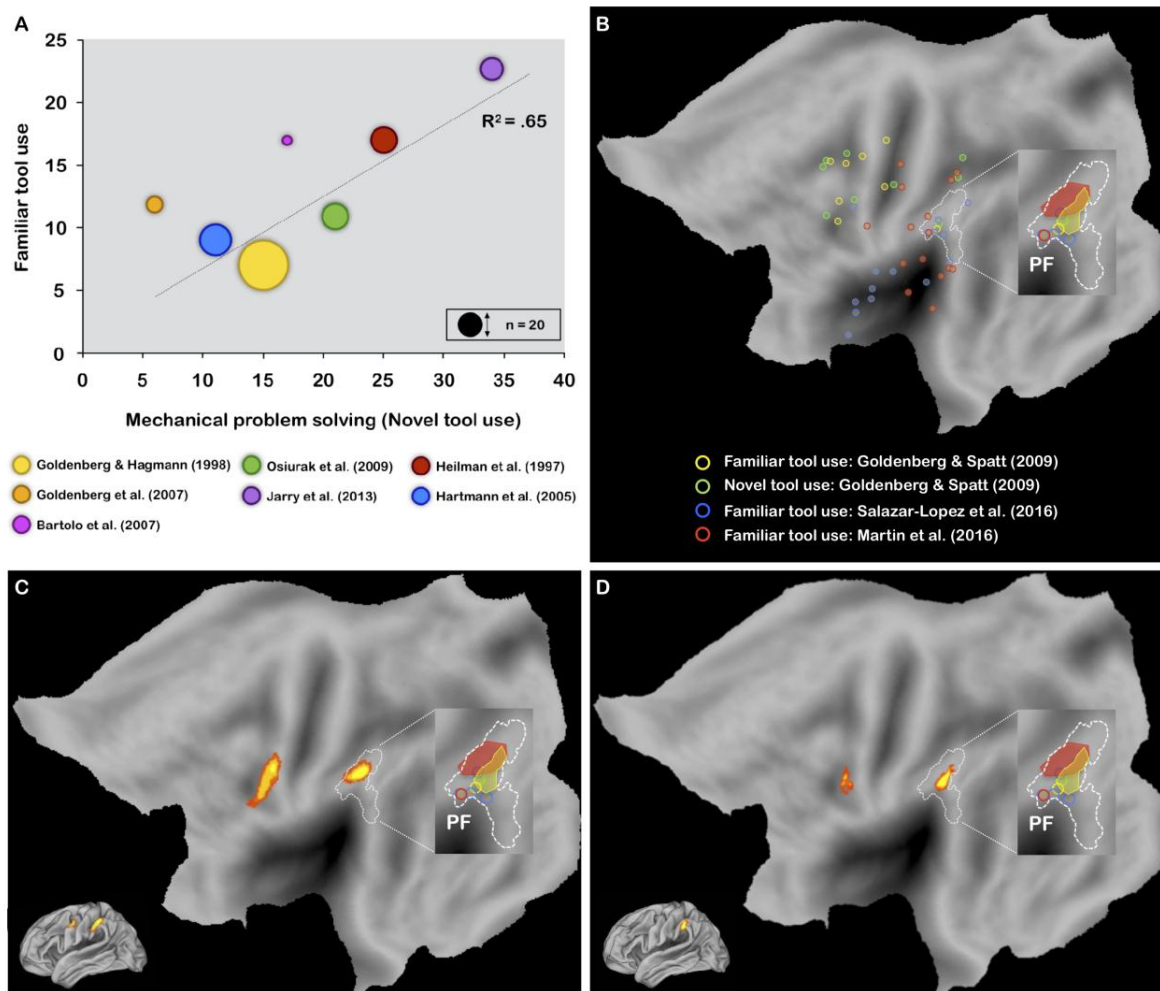 A
25
20
15
10
5
0
Familiar tool use
R² = .65
n = 20
0 5 10 15 20 25 30 35 40
Mechanical problem solving (Novel tool use)
Goldenberg & Hagmann (1998)
Osiurak et al. (2009)
Heilman et al. (1997)
Goldenberg et al. (2007)
Jarry et al. (2013)
Hartmann et al. (2005)
Bartolo et al. (2007)
B
PF
Familiar tool use: Goldenberg & Spatt (2009)
Novel tool use: Goldenberg & Spatt (2009)
Familiar tool use: Salazar-Lopez et al. (2016)
Familiar tool use: Martin et al. (2016)
C
PF
D
PF